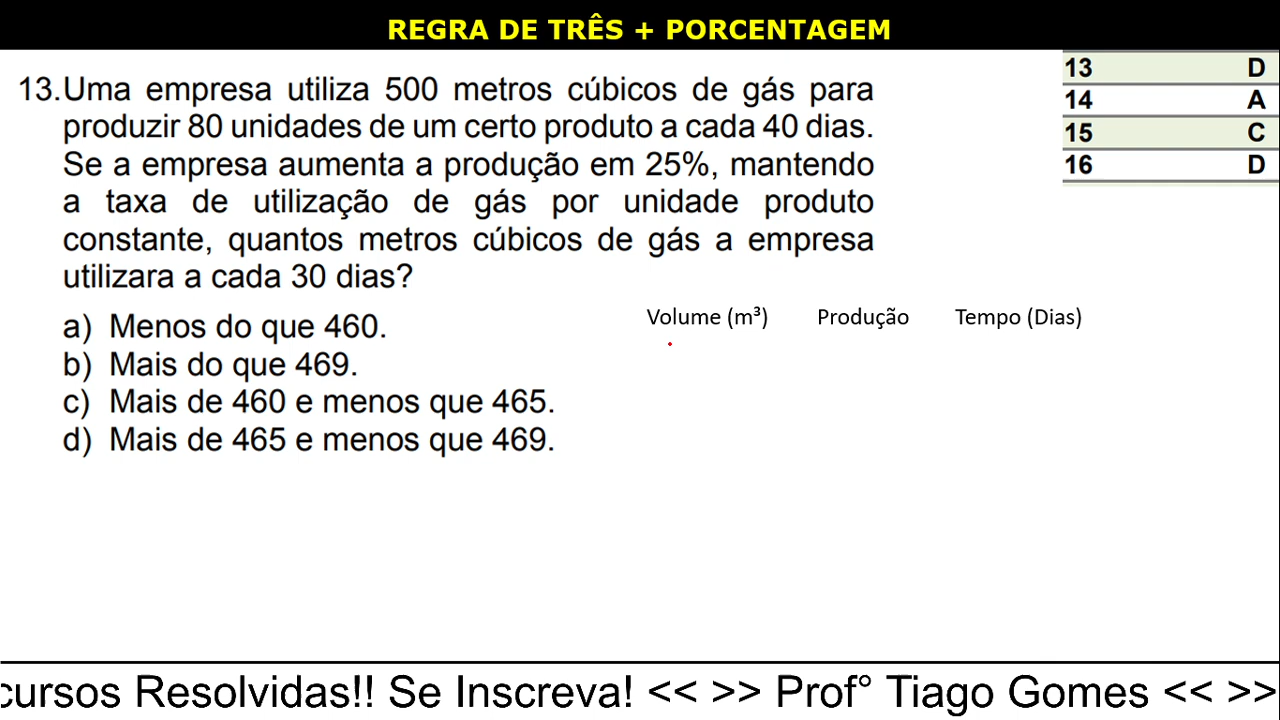 REGRA DE TRÊS + PORCENTAGEM
13.Uma empresa utiliza 500 metros cúbicos de gás para
produzir 80 unidades de um certo produto a cada 40 dias.
Se a empresa aumenta a produção em 25%, mantendo
a taxa de utilização de gás por unidade produto
constante, quantos metros cúbicos de gás a empresa
utilizara a cada 30 dias?
a) Menos do que 460.
b) Mais do que 469.
c) Mais de 460 e menos que 465.
d) Mais de 465 e menos que 469.
13 D
14 A
15 C
16 D
Volume (m³) Produção Tempo (Dias)
cursos Resolvidas!! Se Inscreva! << >> Prof° Tiago Gomes << >>